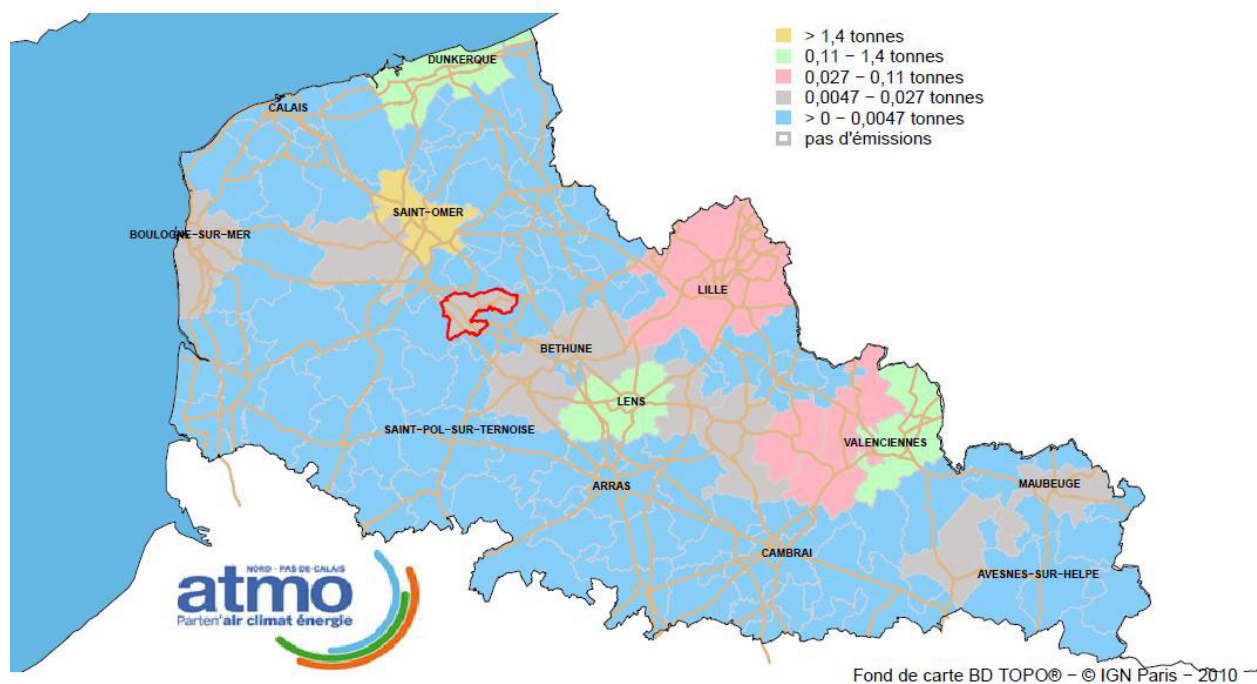 > 1,4 tonnes
0,11 − 1,4 tonnes
0,027 − 0,11 tonnes
0,0047 − 0,027 tonnes
> 0 − 0,0047 tonnes
pas d'émissions
DUNKERQUE
CALAIS
SAINT−OMER
BOULOGNE−SUR−MER
LILLE
BETHUNE
LENS
SAINT−POL−SUR−TERNOISE
VALENCIENNES
ARRAS
MAUBEUGE
CAMBRAI
AVESNES−SUR−HELPE
NORD - PAS-DE-CALAIS
atmo
Parten'air climat énergie
Fond de carte BD TOPO® − © IGN Paris − 2010